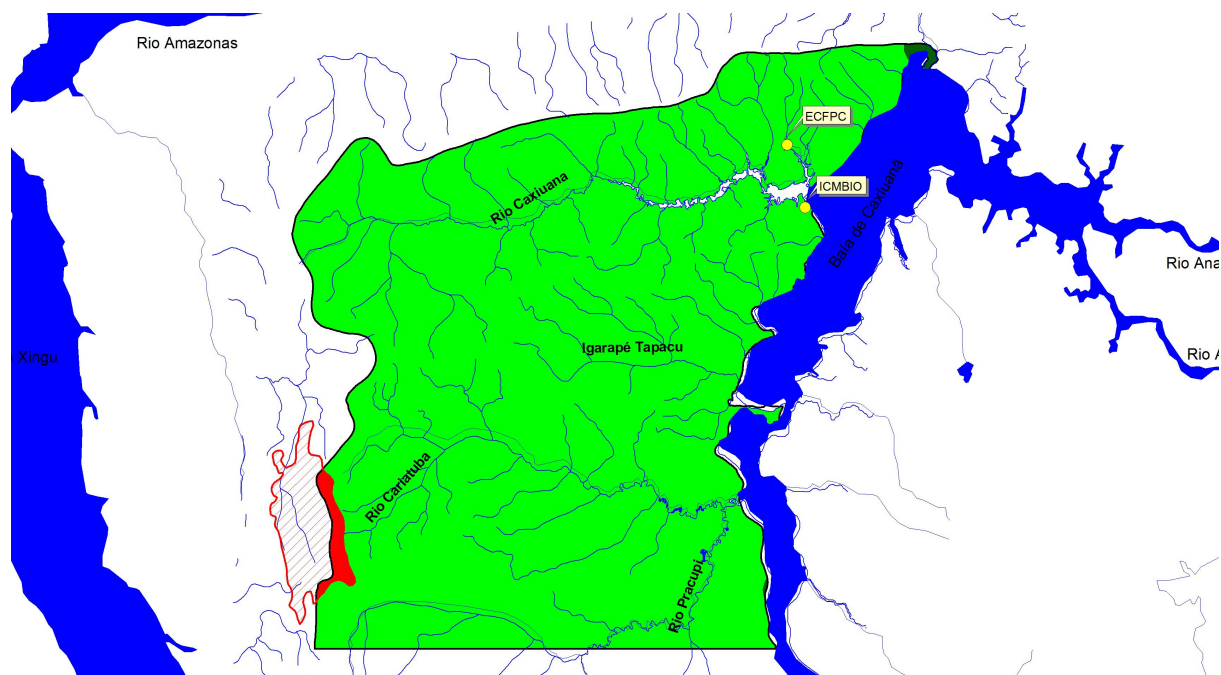 Rio Amazonas
ECFPC
ICMBIO
Rio Caxiuana
Baía de Caxiuanã
Rio Ana
Igarapé Tapacu
Xingu
Rio A
Rio Cariatuba
Rio Pracupi